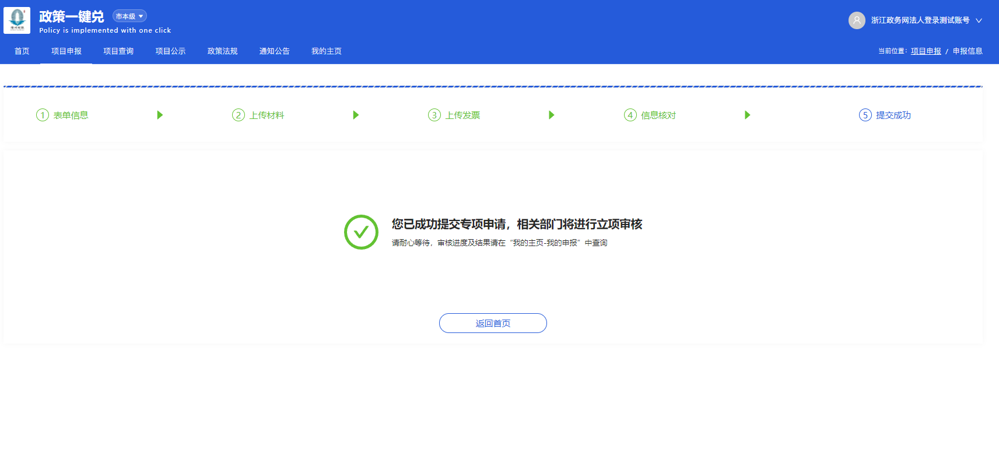 政策一键兑
市本级
Policy is implemented with one click
浙江政务网法人登录测试账号
首页 项目申报 项目查询 项目公示 政策法规 通知公告 我的主页
当前位置：项目申报 / 申报信息
1 表单信息
2 上传材料
3 上传发票
4 信息核对
5 提交成功
您已成功提交专项申请，相关部门将进行立项审核
请耐心等待，审核进度及结果请在“我的主页-我的申报”中查询
返回首页